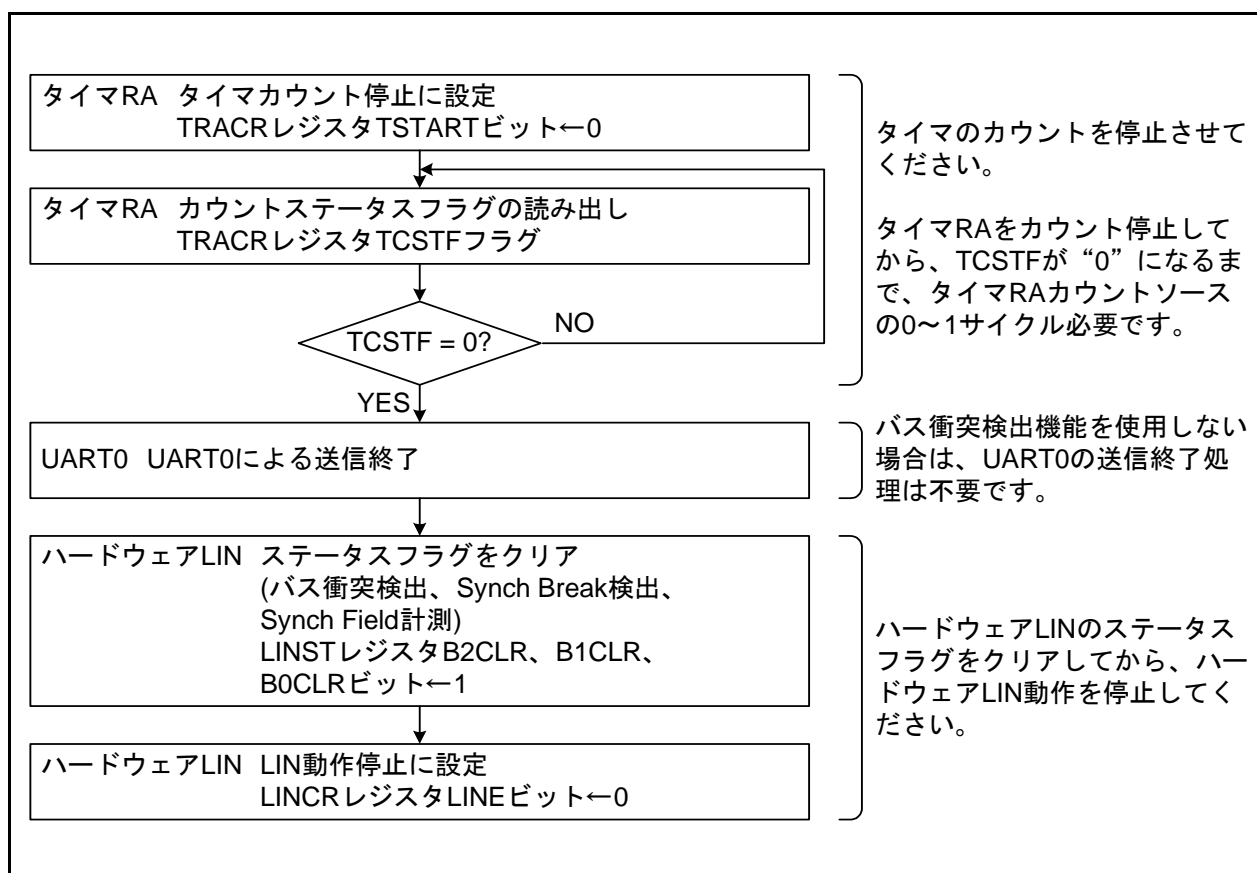 タイマRA タイマカウント停止に設定
TRACRレジスタTSTARTビット←0
タイマRA カウントステータスフラグの読み出し
TRACRレジスタTCSTFフラグ
TCSTF = 0?
NO
YES
タイマのカウントを停止させて
ください。
タイマRAをカウント停止して
から、TCSTFが“0”になるま
で、タイマRAカウントソース
の0～1サイクル必要です。
UART0 UART0による送信終了
バス衝突検出機能を使用しない
場合は、UART0の送信終了処
理は不要です。
ハードウェアLIN ステータスフラグをクリア
(バス衝突検出、Synch Break検出、
Synch Field計測)
LINSTレジスタB2CLR、B1CLR、
B0CLRビット←1
ハードウェアLIN LIN動作停止に設定
LINCRレジスタLINEビット←0
ハードウェアLINのステータス
フラグをクリアしてから、ハー
ドウェアLIN動作を停止してく
ださい。